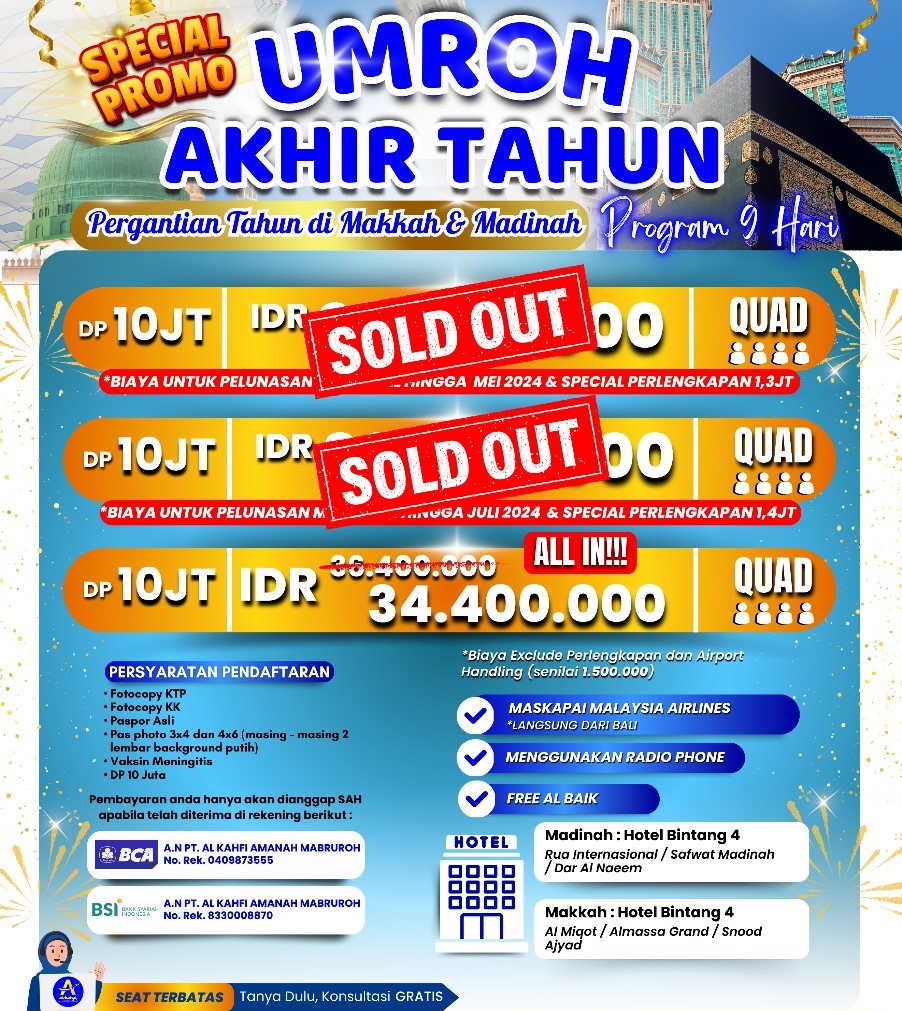 SPECIAL PROMO
UMROH
AKHIR TAHUN
Pergantian Tahun di Makkah & Madinah
Program 9 Hari
DP 10JT IDR SOLD OUT 00 QUAD
*BIAYA UNTUK PELUNASAN HINGGA MEI 2024 & SPECIAL PERLENGKAPAN 1,3JT
DP 10JT IDR SOLD OUT 00 QUAD
*BIAYA UNTUK PELUNASAN HINGGA JULI 2024 & SPECIAL PERLENGKAPAN 1,4JT
36.400.000 ALL IN!!!
DP 10JT IDR 34.400.000 QUAD
PERSYARATAN PENDAFTARAN
• Fotocopy KTP
• Fotocopy KK
• Paspor Asli
• Pas photo 3x4 dan 4x6 (masing - masing 2
lembar background putih)
• Vaksin Meningitis
• DP 10 Juta
Pembayaran anda hanya akan dianggap SAH
apabila telah diterima di rekening berikut :
BCA
A.N PT. AL KAHFI AMANAH MABRUROH
No. Rek. 0409873555
BSI BANK SYARIAH INDONESIA
A.N PT. AL KAHFI AMANAH MABRUROH
No. Rek. 8330008870
*Biaya Exclude Perlengkapan dan Airport
Handling (senilai 1.500.000)
MASKAPAI MALAYSIA AIRLINES
*LANGSUNG DARI BALI
MENGGUNAKAN RADIO PHONE
FREE AL BAIK
HOTEL
Madinah : Hotel Bintang 4
Rua Internasional / Safwat Madinah
/ Dar Al Naeem
Makkah : Hotel Bintang 4
Al Miqot / Almassa Grand / Snood
Ajyad
SEAT TERBATAS
Tanya Dulu, Konsultasi GRATIS